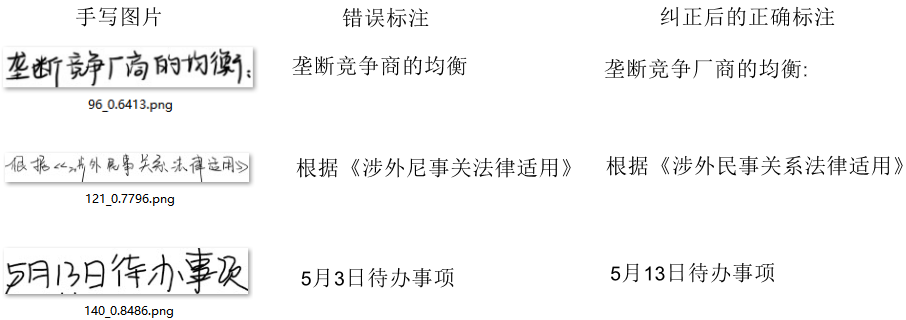 手写图片 错误标注 纠正后的正确标注
垄断竞争厂商的均衡: 垄断竞争商的均衡 垄断竞争厂商的均衡:
96_0.6413.png
根据《涉外民事关系法律适用》 根据《涉外尼事关法律适用》 根据《涉外民事关系法律适用》
121_0.7796.png
5月13日待办事项 5月3日待办事项 5月13日待办事项
140_0.8486.png